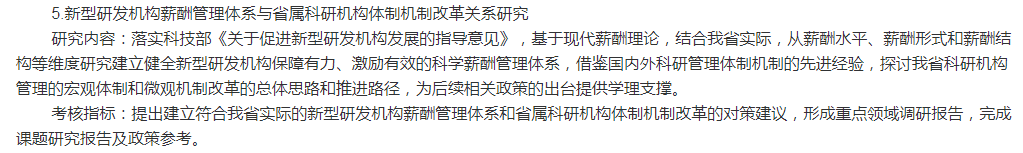 5.新型研发机构薪酬管理体系与省属科研机构体制机制改革关系研究
研究内容：落实科技部《关于促进新型研发机构发展的指导意见》，基于现代薪酬理论，结合我省实际，从薪酬水平、薪酬形式和薪酬结
构等维度研究建立健全新型研发机构保障有力、激励有效的科学薪酬管理体系，借鉴国内外科研管理体制机制的先进经验，探讨我省科研机构
管理的宏观体制和微观机制改革的总体思路和推进路径，为后续相关政策的出台提供学理支撑。
考核指标：提出建立符合我省实际的新型研发机构薪酬管理体系和省属科研机构体制机制改革的对策建议，形成重点领域调研报告，完成
课题研究报告及政策参考。